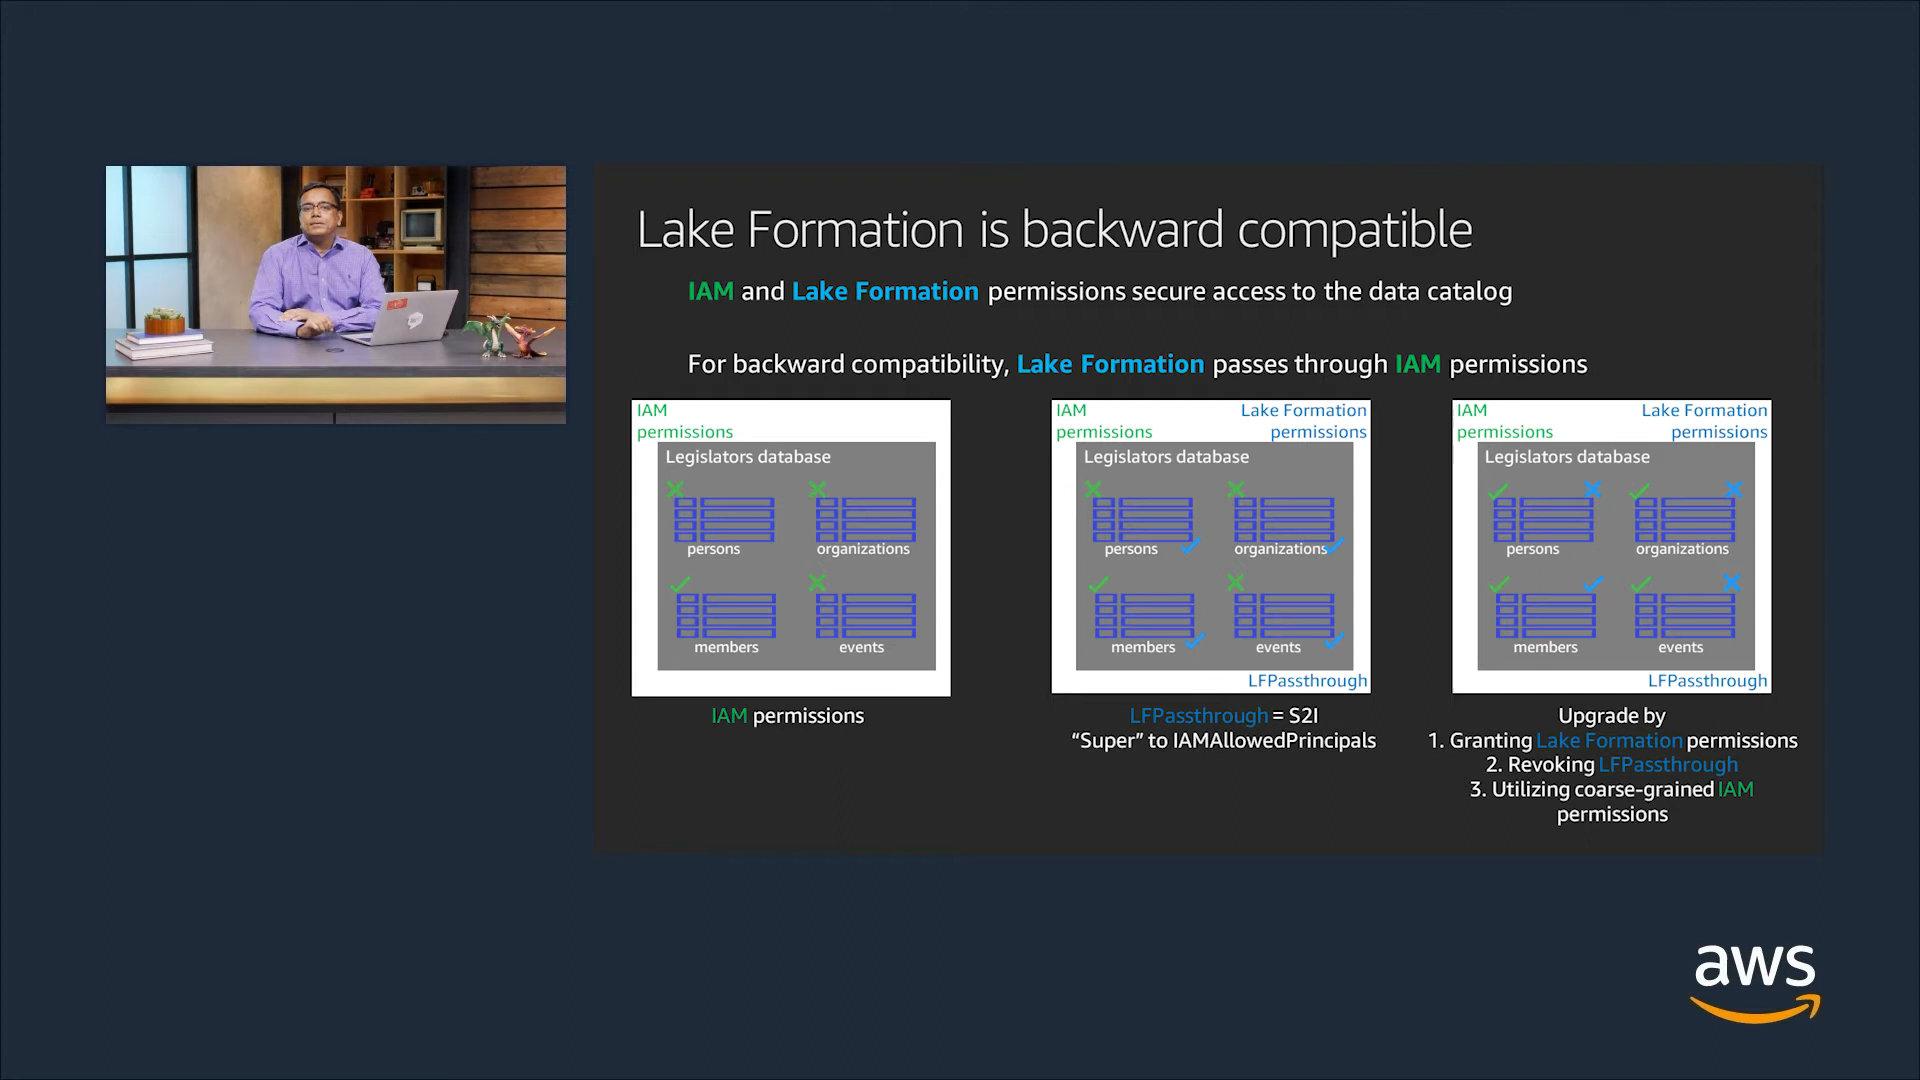 Lake Formation is backward compatible
IAM and Lake Formation permissions secure access to the data catalog
For backward compatibility, Lake Formation passes through IAM permissions
IAM
permissions
Legislators database
persons
organizations
members
events
IAM permissions
IAM
permissions
Lake Formation
permissions
Legislators database
persons
organizations
members
events
LFPassthrough
LFPassthrough = S2I
“Super” to IAMAllowedPrincipals
IAM
permissions
Lake Formation
permissions
Legislators database
persons
organizations
members
events
LFPassthrough
Upgrade by
1. Granting Lake Formation permissions
2. Revoking LFPassthrough
3. Utilizing coarse-grained IAM
permissions
aws